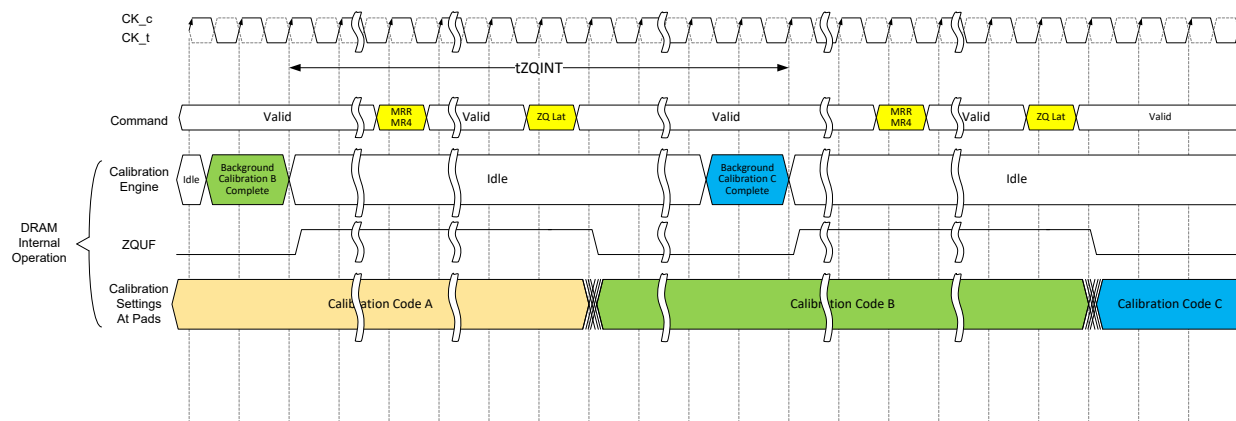 CK_c
CK_t
tZQINT
Command
Valid
MRR
MR4
Valid
ZQ Lat
Valid
MRR
MR4
Valid
ZQ Lat
Valid
Calibration
Engine
Idle
Background
Calibration B
Complete
Idle
Background
Calibration C
Complete
Idle
DRAM
Internal
Operation
ZQUF
Calibration
Settings
At Pads
Calibration Code A
Calibration Code B
Calibration Code C